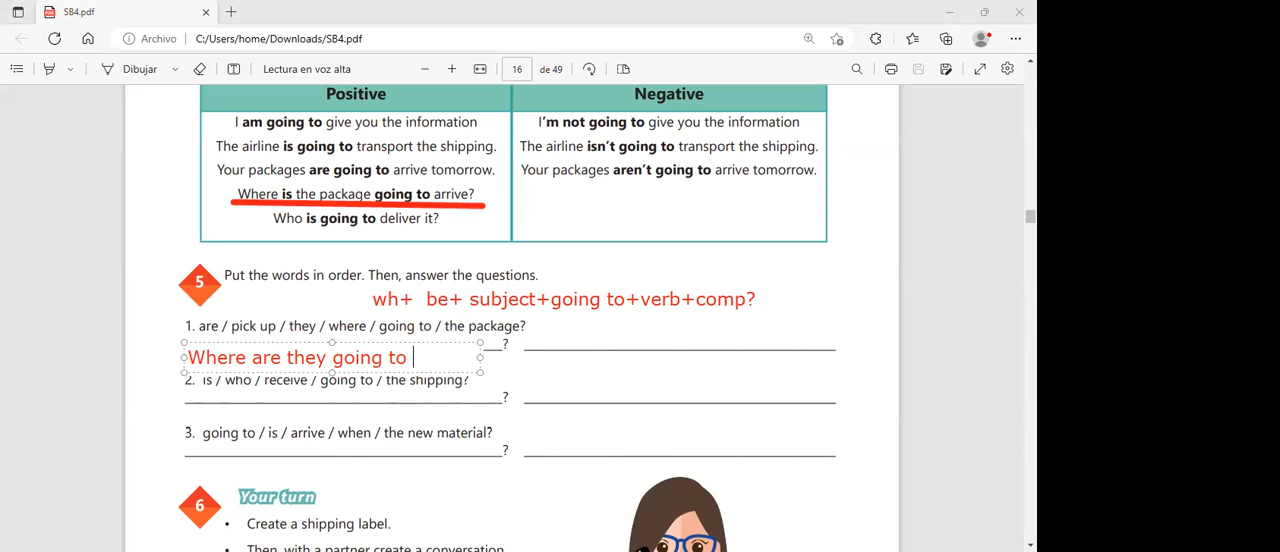 SB4.pdf
Archivo C:/Users/home/Downloads/SB4.pdf
Dibujar Lectura en voz alta 16 de 49
Positive Negative
I am going to give you the information I'm not going to give you the information
The airline is going to transport the shipping. The airline isn't going to transport the shipping.
Your packages are going to arrive tomorrow. Your packages aren't going to arrive tomorrow.
Where is the package going to arrive?
Who is going to deliver it?
5 Put the words in order. Then, answer the questions.
wh+ be+ subject+going to+verb+comp?
1. are / pick up / they / where / going to / the package?
Where are they going to ?
2. is / who / receive / going to / the shipping?
?
3. going to / is / arrive / when / the new material?
?
6 Your turn
• Create a shipping label.
• Then, with a partner create a conversation